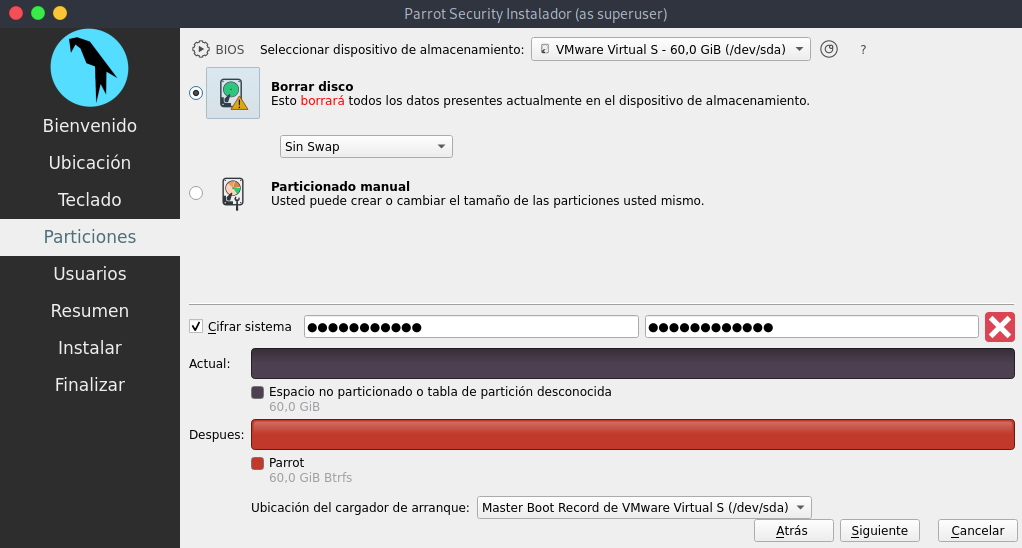 Parrot Security Instalador (as superuser)
BIOS Seleccionar dispositivo de almacenamiento: VMware Virtual S - 60,0 GiB (/dev/sda) ?
Borrar disco
Esto borrará todos los datos presentes actualmente en el dispositivo de almacenamiento.
Sin Swap
Particionado manual
Usted puede crear o cambiar el tamaño de las particiones usted mismo.
Bienvenido
Ubicación
Teclado
Particiones
Usuarios
Resumen
Instalar
Finalizar
Cifrar sistema ●●●●●●●●●●● ●●●●●●●●●●●●
Actual:
Espacio no particionado o tabla de partición desconocida
60,0 GiB
Despues:
Parrot
60,0 GiB Btrfs
Ubicación del cargador de arranque: Master Boot Record de VMware Virtual S (/dev/sda)
Atrás Siguiente Cancelar